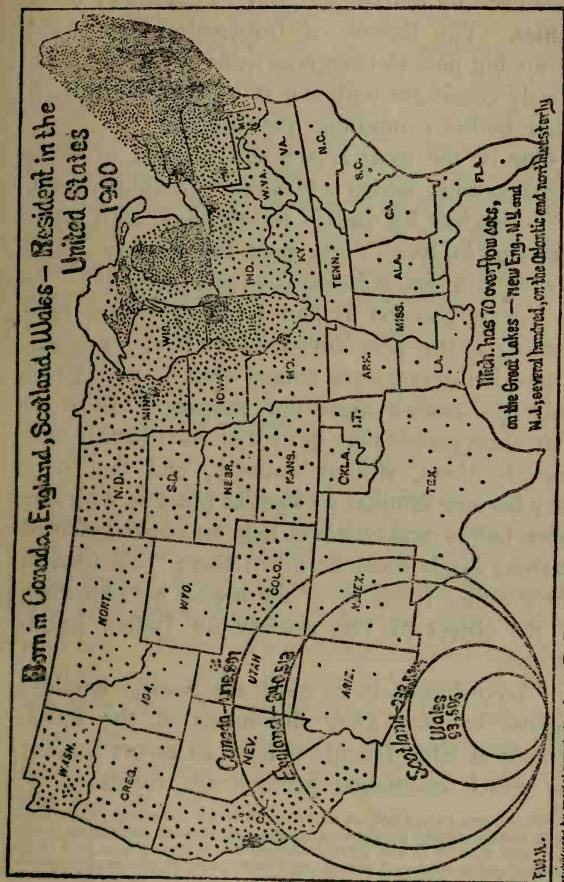 Born in Canada, England, Scotland, Wales – Resident in the
United States
1900
WASH.
OREG.
CAL.
NEV.
IDA.
MONT.
WYO.
UTAH
COLO.
ARIZ.
N.MEX.
N.D.
S.D.
NEBR.
KANS.
OKLA.
I.T.
TEX.
MINN.
IOWA
MO.
ARK.
LA.
WIS.
IND.
KY.
TENN.
MISS.
ALA.
GA.
FLA.
S.C.
N.C.
VA.
W.VA.
Canada
England
Scotland
Wales
93,
Mich. has 70 overflow dots,
on the Great Lakes – New Eng., N.Y. and
N.J., several hundred, on the Atlantic and northwesterly